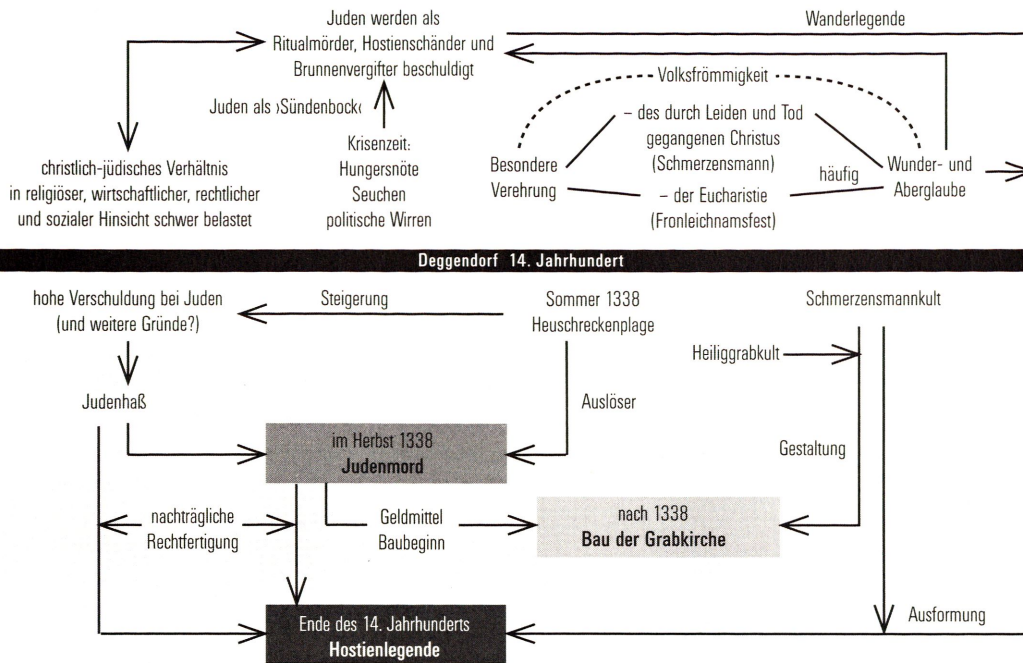 Juden werden als
Ritualmörder, Hostienschänder und
Brunnenvergifter beschuldigt
Wanderlegende
Volksfrömmigkeit
Juden als ›Sündenbock‹
Krisenzeit:
Hungersnöte
Seuchen
politische Wirren
christlich-jüdisches Verhältnis
in religiöser, wirtschaftlicher, rechtlicher
und sozialer Hinsicht schwer belastet
Besondere
Verehrung
– des durch Leiden und Tod
gegangenen Christus
(Schmerzensmann)
– der Eucharistie
(Fronleichnamsfest)
häufig
Wunder- und
Aberglaube
Deggendorf 14. Jahrhundert
hohe Verschuldung bei Juden
(und weitere Gründe?)
Steigerung
Sommer 1338
Heuschreckenplage
Schmerzensmannkult
Heiliggrabkult
Judenhaß
Auslöser
im Herbst 1338
Judenmord
Gestaltung
nachträgliche
Rechtfertigung
Geldmittel
Baubeginn
nach 1338
Bau der Grabkirche
Ende des 14. Jahrhunderts
Hostienlegende
Ausformung